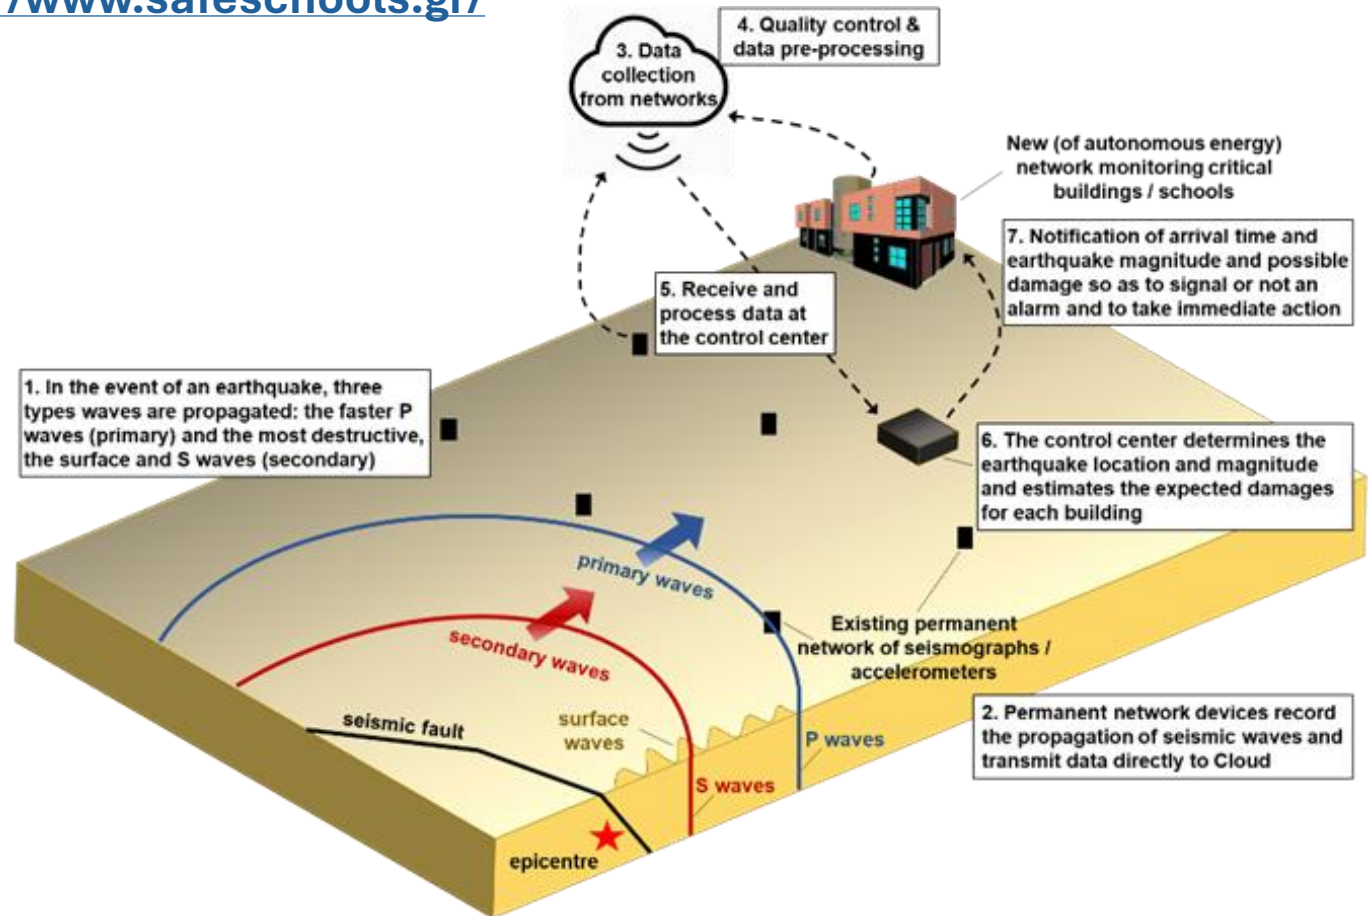 /www.safeschools.gr/
3. Data
collection
from networks
4. Quality control &
data pre-processing
New (of autonomous energy)
network monitoring critical
buildings / schools
7. Notification of arrival time and
earthquake magnitude and possible
damage so as to signal or not an
alarm and to take immediate action
5. Receive and
process data at
the control center
1. In the event of an earthquake, three
types waves are propagated: the faster P
waves (primary) and the most destructive,
the surface and S waves (secondary)
6. The control center determines the
earthquake location and magnitude
and estimates the expected damages
for each building
primary waves
secondary waves
Existing permanent
network of seismographs /
accelerometers
seismic fault
surface
waves
P waves
S waves
2. Permanent network devices record
the propagation of seismic waves and
transmit data directly to Cloud
epicentre